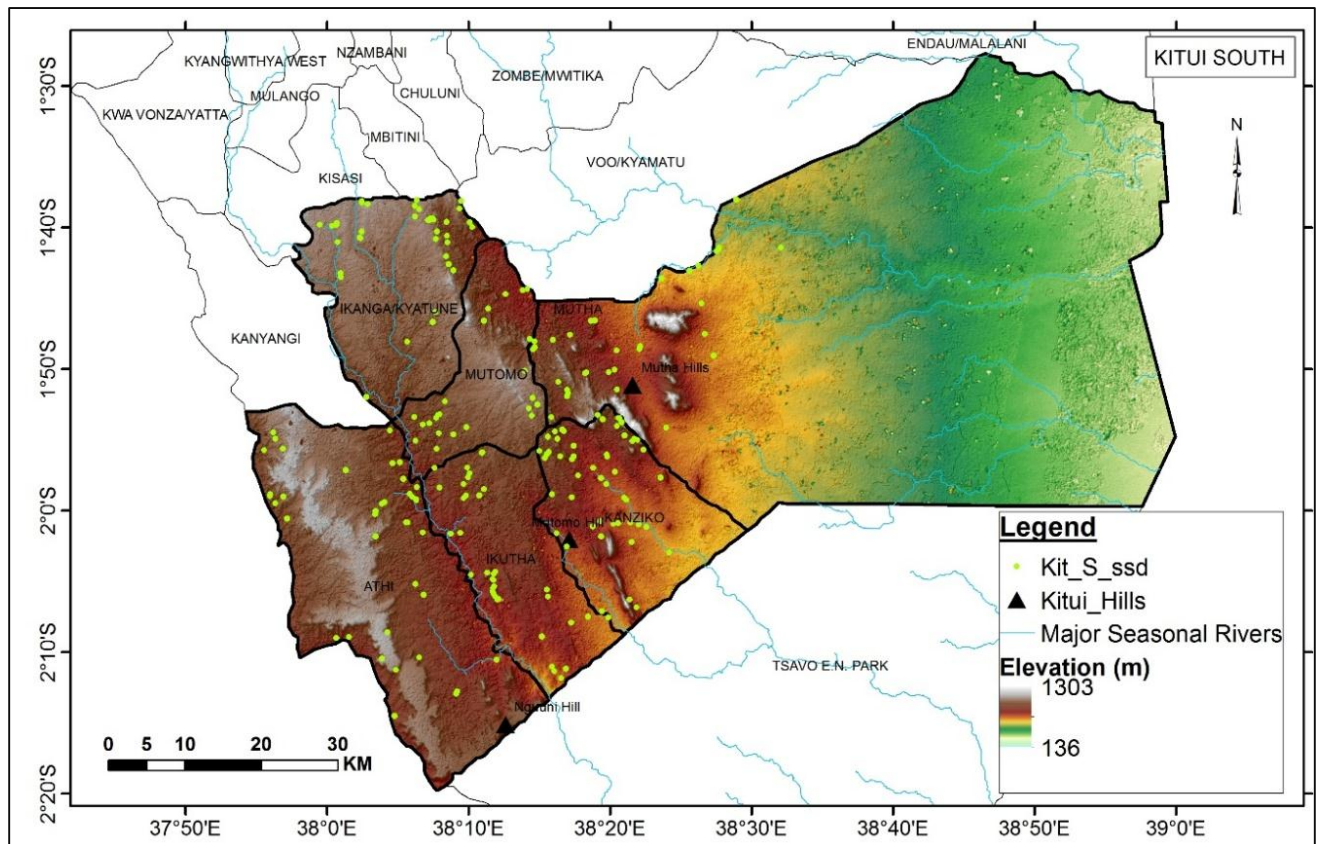 ENDAU/MALALANI
KITUI SOUTH
NZAMBANI
KYANGWITHYA WEST
ZOMBE/MWITIKA
MULANGO
CHULUNI
KWA VONZA/YATTA
MBITINI
VOO/KYAMATU
KISASI
N
1°30'S
1°40'S
1°50'S
2°0'S
2°10'S
2°20'S
IKANGA/KYATUNE
MUTHA
KANYANGI
MUTOMO
Mutha Hills
KANZIKO
IKUTHA
ATHI
TSAVO E.N. PARK
Nguuni Hill
Legend
Kit_S_ssd
Kitui_Hills
Major Seasonal Rivers
Elevation (m)
1303
136
0 5 10 20 30
KM
37°50'E 38°0'E 38°10'E 38°20'E 38°30'E 38°40'E 38°50'E 39°0'E